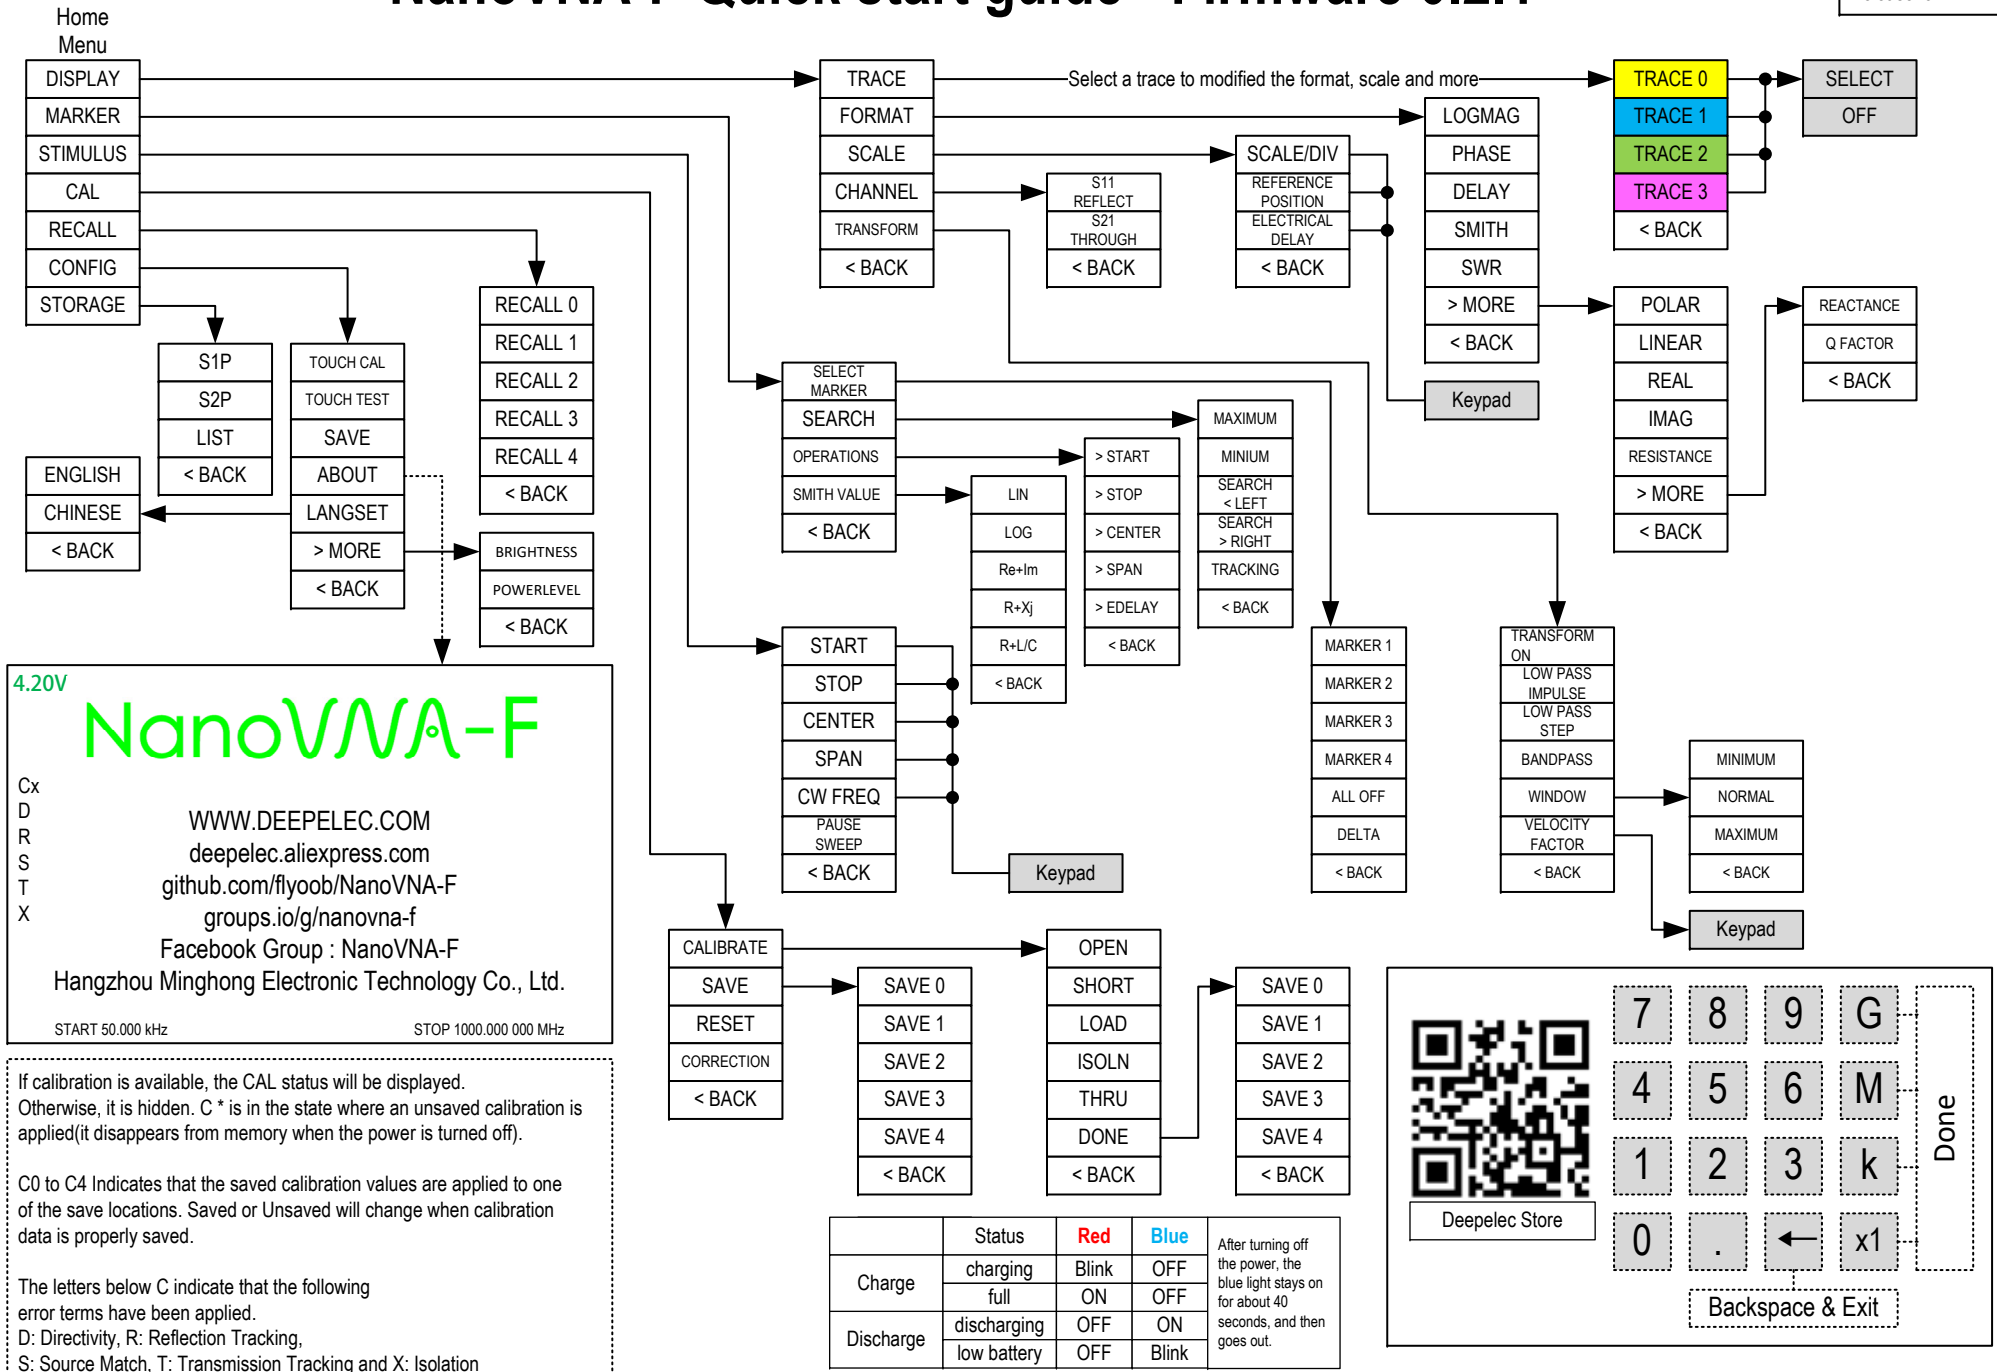 NanoVNA-F Quick start guide - Firmware
Home
Menu
DISPLAY
MARKER
STIMULUS
CAL
RECALL
CONFIG
STORAGE
S1P
S2P
LIST
< BACK
TOUCH CAL
TOUCH TEST
SAVE
ABOUT
LANGSET
> MORE
< BACK
RECALL 0
RECALL 1
RECALL 2
RECALL 3
RECALL 4
< BACK
ENGLISH
CHINESE
< BACK
BRIGHTNESS
POWERLEVEL
< BACK
TRACE
FORMAT
SCALE
CHANNEL
TRANSFORM
< BACK
Select a trace to modified the format, scale and more
TRACE 0
TRACE 1
TRACE 2
TRACE 3
< BACK
SELECT
OFF
LOGMAG
PHASE
DELAY
SMITH
SWR
> MORE
< BACK
SCALE/DIV
REFERENCE
POSITION
ELECTRICAL
DELAY
< BACK
S11
REFLECT
S21
THROUGH
< BACK
Keypad
POLAR
LINEAR
REAL
IMAG
RESISTANCE
> MORE
< BACK
REACTANCE
Q FACTOR
< BACK
SELECT
MARKER
SEARCH
OPERATIONS
SMITH VALUE
< BACK
MAXIMUM
MINIUM
SEARCH
< LEFT
SEARCH
> RIGHT
TRACKING
< BACK
> START
> STOP
> CENTER
> SPAN
> EDELAY
< BACK
LIN
LOG
Re+Im
R+Xj
R+L/C
< BACK
START
STOP
CENTER
SPAN
CW FREQ
PAUSE
SWEEP
< BACK
Keypad
MARKER 1
MARKER 2
MARKER 3
MARKER 4
ALL OFF
DELTA
< BACK
TRANSFORM
ON
LOW PASS
IMPULSE
LOW PASS
STEP
BANDPASS
WINDOW
VELOCITY
FACTOR
< BACK
MINIMUM
NORMAL
MAXIMUM
< BACK
Keypad
4.20V
NanoVNA-F
Cx
D
R
S
T
X
WWW.DEEPELEC.COM
deepelec.aliexpress.com
github.com/flyoob/NanoVNA-F
groups.io/g/nanovna-f
Facebook Group : NanoVNA-F
Hangzhou Minghong Electronic Technology Co., Ltd.
START 50.000 kHz
STOP 1000.000 000 MHz
CALIBRATE
SAVE
RESET
CORRECTION
< BACK
SAVE 0
SAVE 1
SAVE 2
SAVE 3
SAVE 4
< BACK
OPEN
SHORT
LOAD
ISOLN
THRU
DONE
< BACK
SAVE 0
SAVE 1
SAVE 2
SAVE 3
SAVE 4
< BACK
If calibration is available, the CAL status will be displayed.
Otherwise, it is hidden. C * is in the state where an unsaved calibration is
applied(it disappears from memory when the power is turned off).
C0 to C4 Indicates that the saved calibration values are applied to one
of the save locations. Saved or Unsaved will change when calibration
data is properly saved.
The letters below C indicate that the following
error terms have been applied.
D: Directivity, R: Reflection Tracking,
S: Source Match, T: Transmission Tracking and X: Isolation
Status Red Blue
Charge
charging Blink OFF
full ON OFF
Discharge
discharging OFF ON
low battery OFF Blink
After turning off
the power, the
blue light stays on
for about 40
seconds, and then
goes out.
Deepelec Store
7 8 9 G
4 5 6 M
1 2 3 k
0 . ← x1
Done
Backspace & Exit